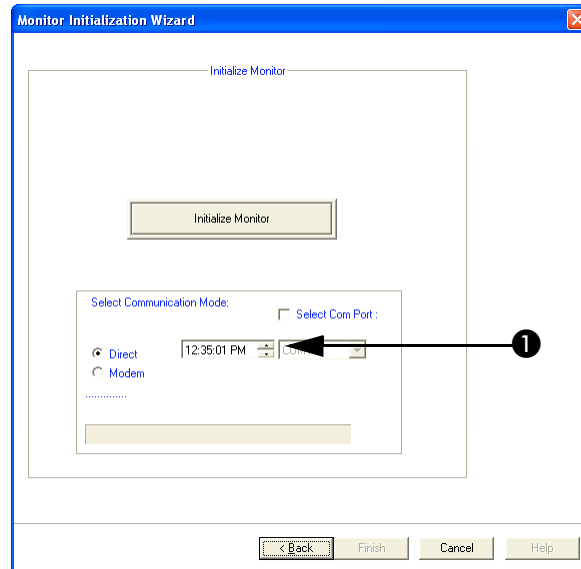 Monitor Initialization Wizard
Initialize Monitor
Initialize Monitor
Select Communication Mode:
Select Com Port :
Direct
12:35:01 PM
1
Modem
..............
< Back
Finish
Cancel
Help